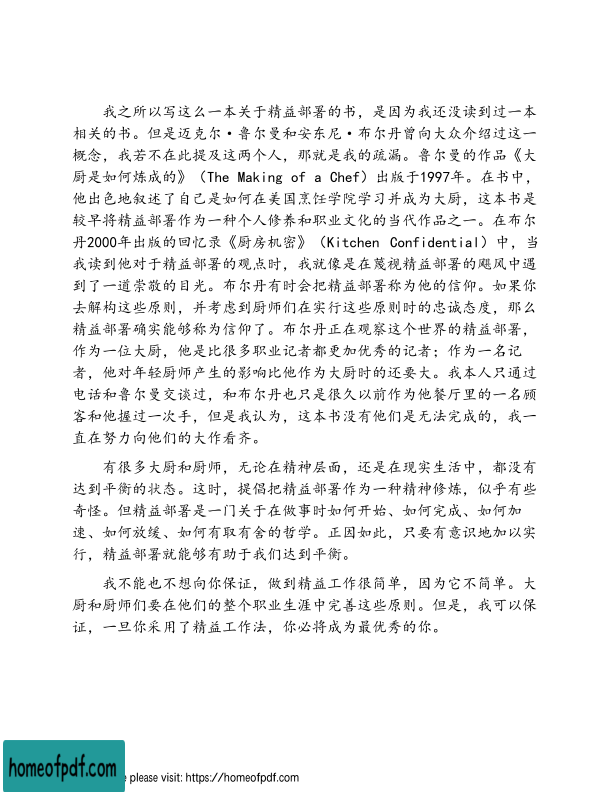 我之所以写这么一本关于精益部署的书，是因为我还没读到过一本
相关的书。但是迈克尔·鲁尔曼和安东尼·布尔丹曾向大众介绍过这一
概念，我若不在此提及这两个人，那就是我的疏漏。鲁尔曼的作品《大
厨是如何炼成的》（The Making of a Chef）出版于1997年。在书中，
他出色地叙述了自己是如何在美国烹饪学院学习并成为大厨，这本书是
较早将精益部署作为一种个人修养和职业文化的当代作品之一。在布尔
丹2000年出版的回忆录《厨房机密》（Kitchen Confidential）中，当
我读到他对于精益部署的观点时，我就像是在蔑视精益部署的飓风中遇
到了一道崇敬的目光。布尔丹有时会把精益部署称为他的信仰。如果你
去解构这些原则，并考虑到厨师们在实行这些原则时的忠诚态度，那么
精益部署确实能够称为信仰了。布尔丹正在观察这个世界的精益部署，
作为一位大厨，他是比很多职业记者都更加优秀的记者；作为一名记
者，他对年轻厨师产生的影响比他作为大厨时的还要大。我本人只通过
电话和鲁尔曼交谈过，和布尔丹也只是很久以前作为他餐厅里的一名顾
客和他握过一次手，但是我认为，这本书没有他们是无法完成的，我一
直在努力向他们的大作看齐。
有很多大厨和厨师，无论在精神层面，还是在现实生活中，都没有
达到平衡的状态。这时，提倡把精益部署作为一种精神修炼，似乎有些
奇怪。但精益部署是一门关于在做事时如何开始、如何完成、如何加
速、如何放缓、如何有取有舍的哲学。正因如此，只要有意识地加以实
行，精益部署就能够有助于我们达到平衡。
我不能也不想向你保证，做到精益工作很简单，因为它不简单。大
厨和厨师们要在他们的整个职业生涯中完善这些原则。但是，我可以保
证，一旦你采用了精益工作法，你必将成为最优秀的你。
homeofpdf.com
e please visit: https://homeofpdf.com